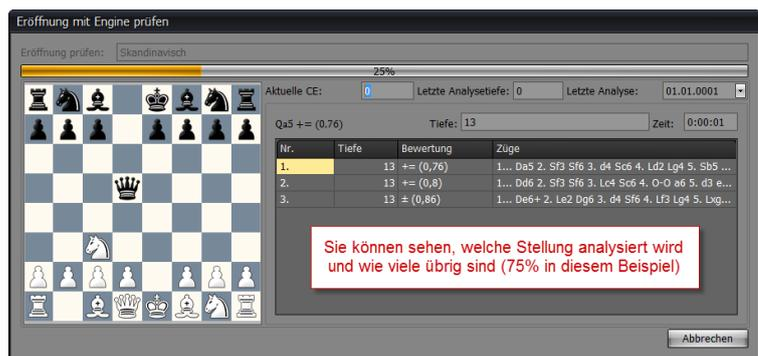 Eröffnung mit Engine prüfen
Eröffnung prüfen: Skandinavisch
25%
Aktuelle CE: 0 Letzte Analysetiefe: 0 Letzte Analyse: 01.01.0001
Qa5 += (0.76) Tiefe: 13 Zeit: 0:00:01
Nr. Tiefe Bewertung Züge
1. 13 += (0,76) 1... Da5 2. Sf3 Sf6 3. d4 Sc6 4. Ld2 Lg4 5. Sb5 ...
2. 13 += (0,8) 1... Dd6 2. Sf3 Sf6 3. Lc4 Sc6 4. O-O a6 5. d3 e...
3. 13 ± (0,86) 1... De6+ 2. Le2 Dg6 3. d4 Sf6 4. Lf3 Lg4 5. Lxg...
Sie können sehen, welche Stellung analysiert wird
und wie viele übrig sind (75% in diesem Beispiel)
Abbrechen